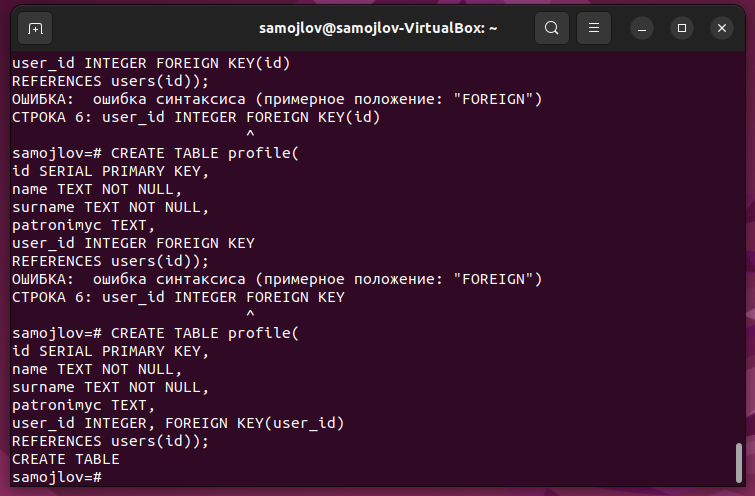 samojlov@samojlov-VirtualBox: ~
user_id INTEGER FOREIGN KEY(id)
REFERENCES users(id));
ОШИБКА:  ошибка синтаксиса (примерное положение: "FOREIGN")
СТРОКА 6: user_id INTEGER FOREIGN KEY(id)
^
samojlov=# CREATE TABLE profile(
id SERIAL PRIMARY KEY,
name TEXT NOT NULL,
surname TEXT NOT NULL,
patronimyc TEXT,
user_id INTEGER FOREIGN KEY
REFERENCES users(id));
ОШИБКА:  ошибка синтаксиса (примерное положение: "FOREIGN")
СТРОКА 6: user_id INTEGER FOREIGN KEY
^
samojlov=# CREATE TABLE profile(
id SERIAL PRIMARY KEY,
name TEXT NOT NULL,
surname TEXT NOT NULL,
patronimyc TEXT,
user_id INTEGER, FOREIGN KEY(user_id)
REFERENCES users(id));
CREATE TABLE
samojlov=#